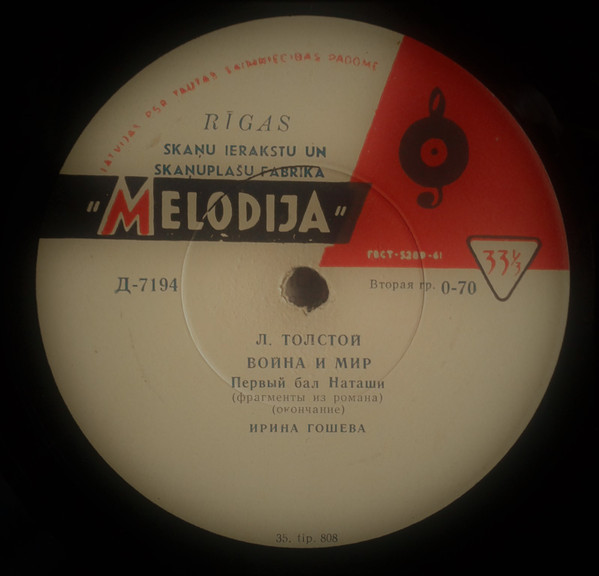 LATVIJAS PSR TAUTAS SAIMNIECĪBAS PADOME
RĪGAS
SKAŅU IERAKSTU UN
SKAŅUPLAŠU FABRIKA
"MELODIJA"
ГОСТ-5289-61
33⅓
Д-7194
Вторая гр. 0-70
Л. ТОЛСТОЙ
ВОЙНА И МИР
Первый бал Наташи
(фрагменты из романа)
(окончание)
ИРИНА ГОШЕВА
35. tip. 808